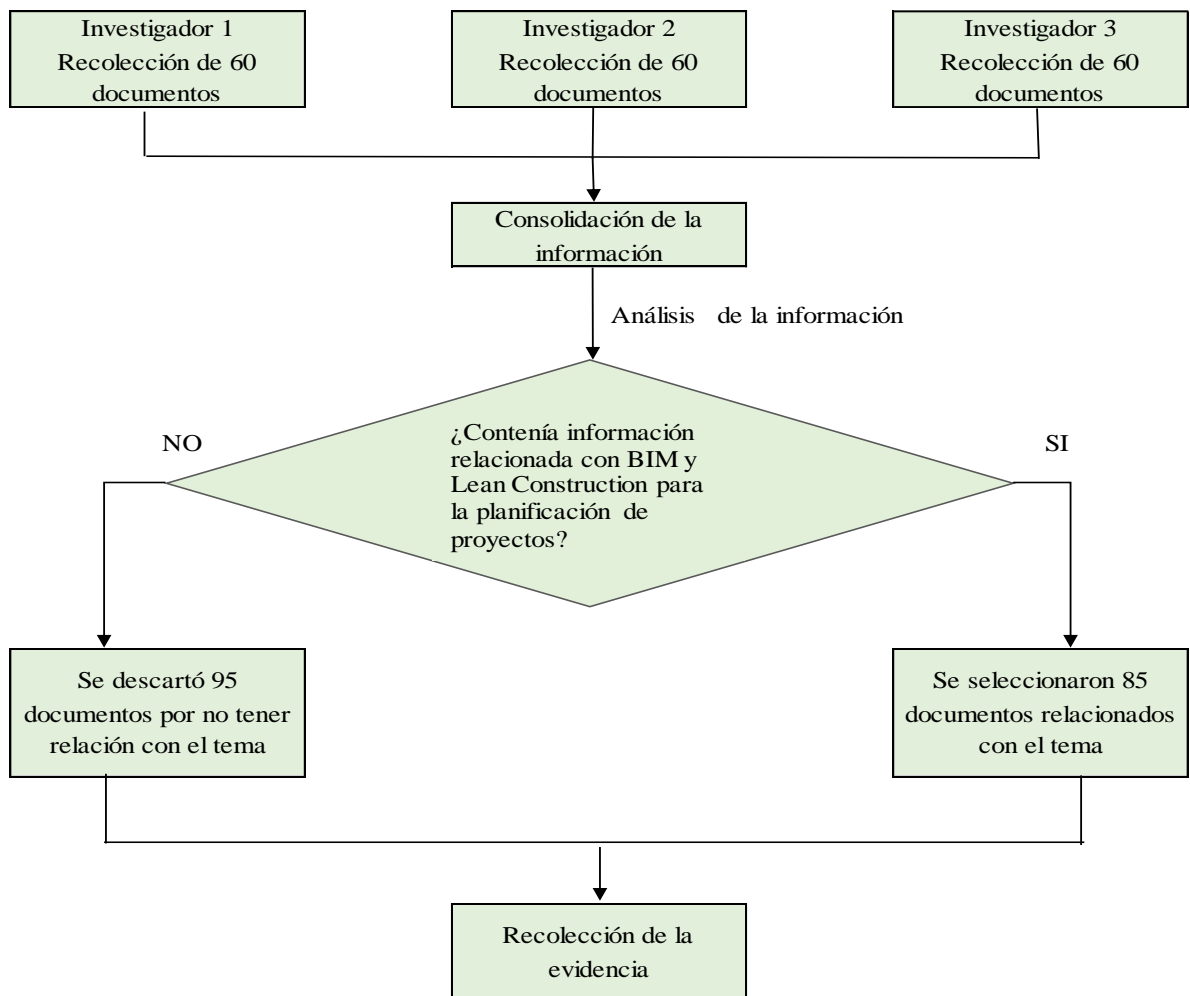 Investigador 1
Recolección de 60
documentos
Investigador 2
Recolección de 60
documentos
Investigador 3
Recolección de 60
documentos
Consolidación de la
información
Análisis de la información
NO
¿Contenía información
relacionada con BIM y
Lean Construction para
la planificación de
proyectos?
SI
Se descartó 95
documentos por no tener
relación con el tema
Se seleccionaron 85
documentos relacionados
con el tema
Recolección de la
evidencia